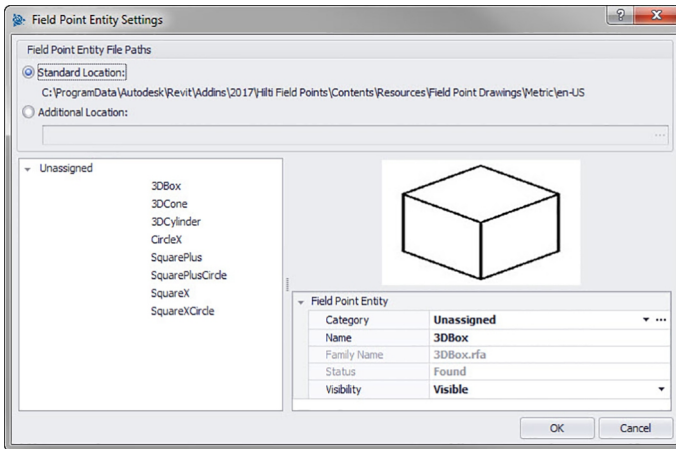 Field Point Entity Settings
Field Point Entity File Paths
Standard Location:
C:\ProgramData\Autodesk\Revit\Addins\2017\Hilti Field Points\Contents\Resources\Field Point Drawings\Metric\en-US
Additional Location:
Unassigned
3DBox
3DCone
3DCylinder
CircleX
SquarePlus
SquarePlusCircle
SquareX
SquareXCircle
Field Point Entity
Category Unassigned
Name 3DBox
Family Name 3DBox.rfa
Status Found
Visibility Visible
OK Cancel